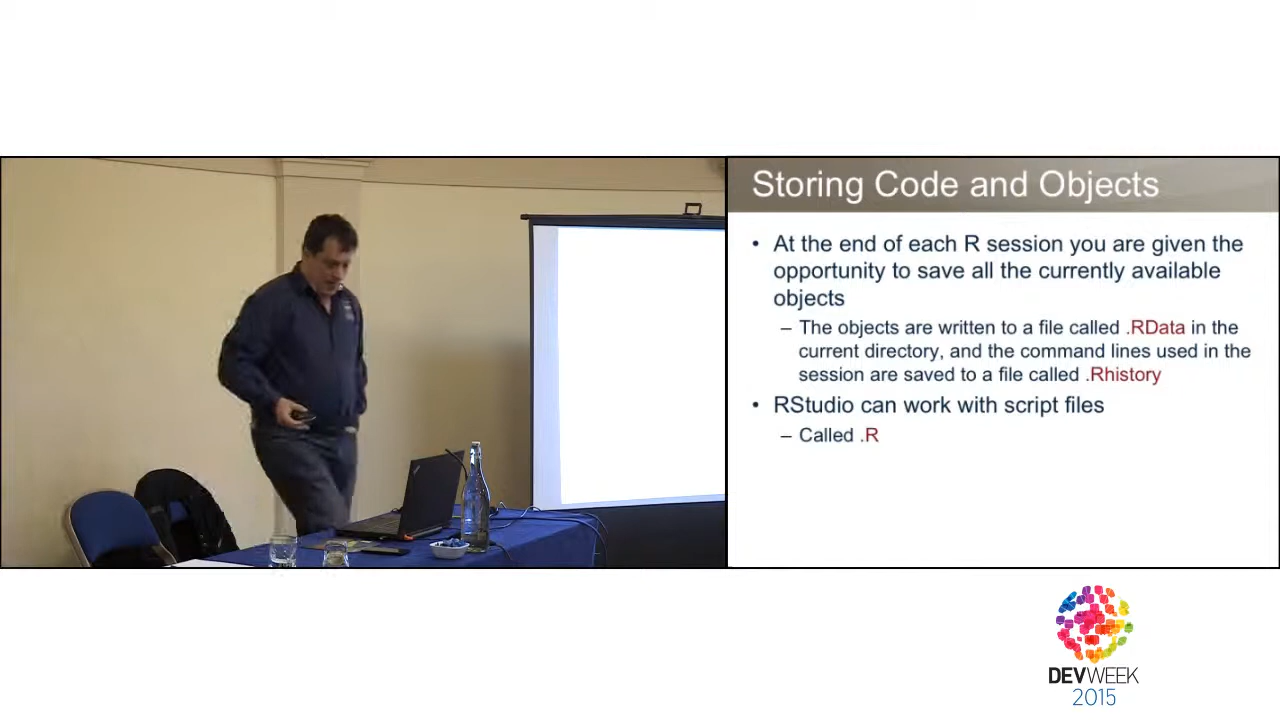 Storing Code and Objects
• At the end of each R session you are given the
opportunity to save all the currently available
objects
– The objects are written to a file called .RData in the
current directory, and the command lines used in the
session are saved to a file called .Rhistory
• RStudio can work with script files
– Called .R
DEVWEEK
2015